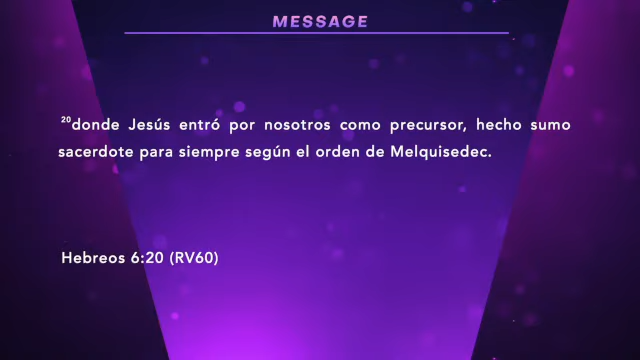 MESSAGE
²⁰donde Jesús entró por nosotros como precursor, hecho sumo
sacerdote para siempre según el orden de Melquisedec.
Hebreos 6:20 (RV60)